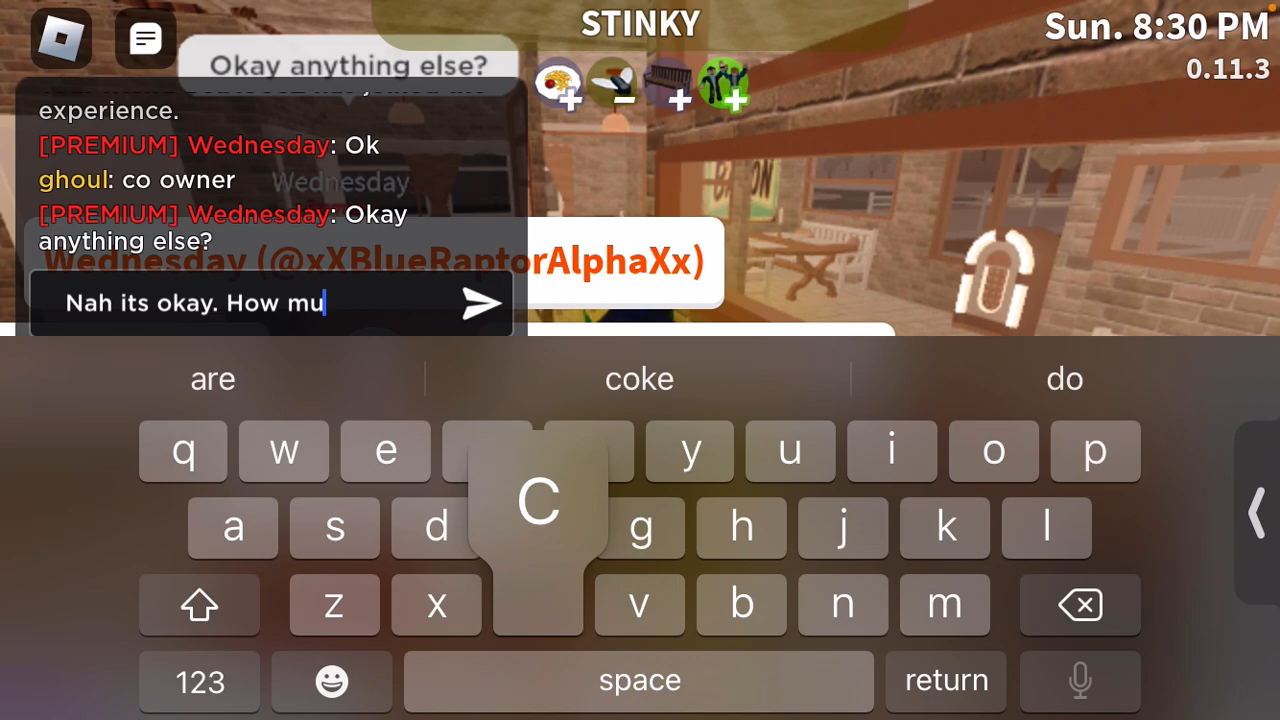 STINKY
Sun. 8:30 PM
0.11.3
Okay anything else?
experience.
[PREMIUM] Wednesday: Ok
ghoul: co owner
Wednesday
[PREMIUM] Wednesday: Okay
anything else?
Wednesday (@xXBlueRaptorAlphaXx)
Nah its okay. How mu
are coke do
q w e y u i o p
C
a s d g h j k l
z x v b n m
123 space return